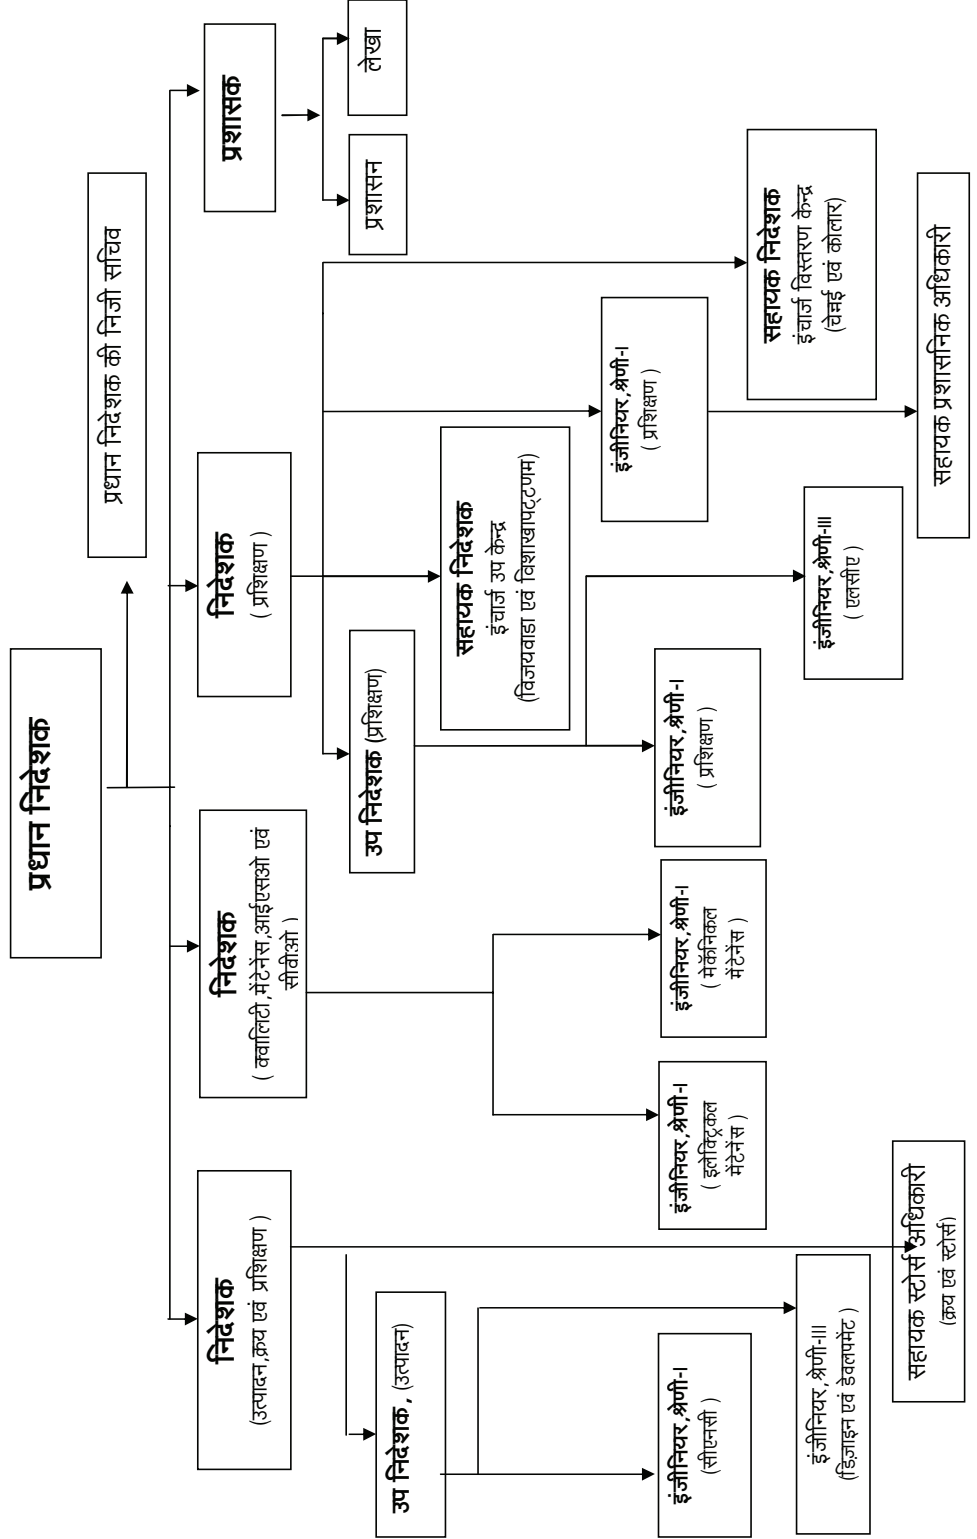 प्रधान निदेशक
प्रधान निदेशक की निजी सचिव
निदेशक
(उत्पादन,क्रय एवं प्रशिक्षण )
निदेशक
( क्वालिटी,मेंटेनेंस,आईएसओ एवं
सीवीओ )
निदेशक
( प्रशिक्षण )
प्रशासक
उप निदेशक, (उत्पादन)
उप निदेशक (प्रशिक्षण)
प्रशासन
लेखा
सहायक निदेशक
इंचार्ज उप केन्द्र
(विजयवाडा एवं विशाखापट्टणम)
इंजीनियर,श्रेणी-I
(सीएनसी )
इंजीनियर,श्रेणी-I
( इलेक्ट्रिकल
मेंटेनेंस )
इंजीनियर,श्रेणी-I
( मेकॅनिकल
मेंटेनेंस )
इंजीनियर,श्रेणी-I
( प्रशिक्षण )
इंजीनियर,श्रेणी-I
( प्रशिक्षण )
सहायक निदेशक
इंचार्ज विस्तरण केन्द्र
(चेन्नई एवं कोलार)
इंजीनियर,श्रेणी-III
(डिज़ाइन एवं डेवलपमेंट )
इंजीनियर,श्रेणी-III
( एलसीए )
सहायक स्टोर्स अधिकारी
(क्रय एवं स्टोर्स)
सहायक प्रशासनिक अधिकारी